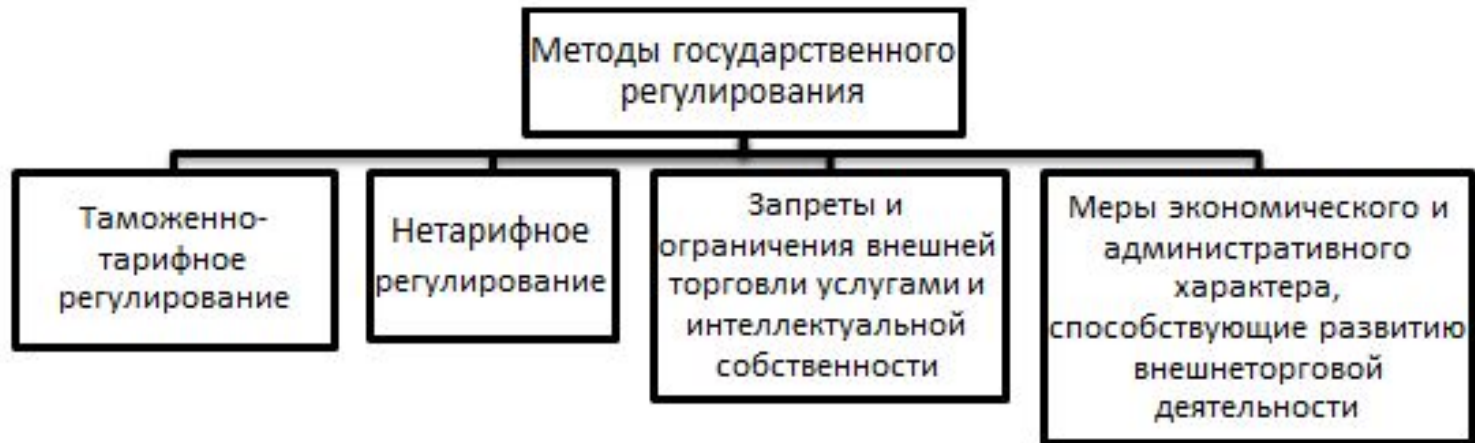 Методы государственного
регулирования
Таможенно-
тарифное
регулирование
Нетарифное
регулирование
Запреты и
ограничения внешней
торговли услугами и
интеллектуальной
собственности
Меры экономического и
административного
характера,
способствующие развитию
внешнеторговой
деятельности